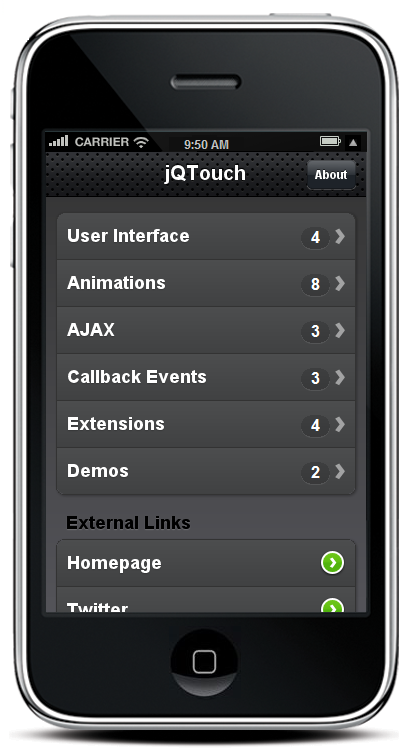 CARRIER 9:50 AM
jQTouch About
User Interface 4
Animations 8
AJAX 3
Callback Events 3
Extensions 4
Demos 2
External Links
Homepage
Twitter